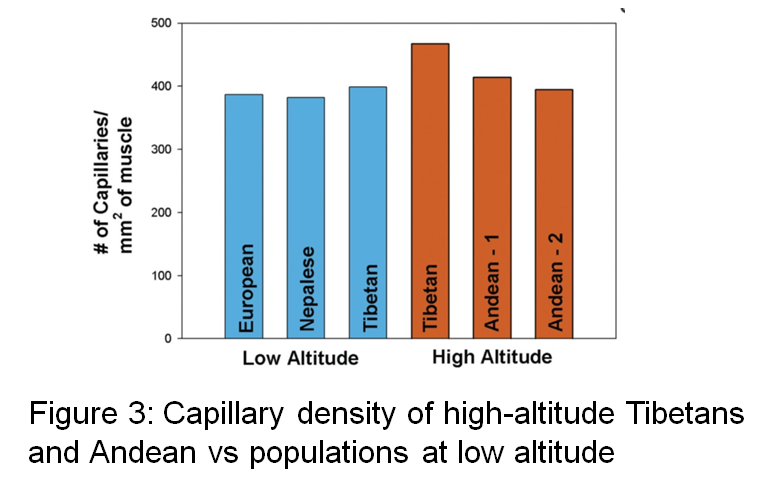 500
400
300
200
100
0
# of Capillaries/
mm² of muscle
European
Nepalese
Tibetan
Tibetan
Andean - 1
Andean - 2
Low Altitude
High Altitude
Figure 3: Capillary density of high-altitude Tibetans
and Andean vs populations at low altitude